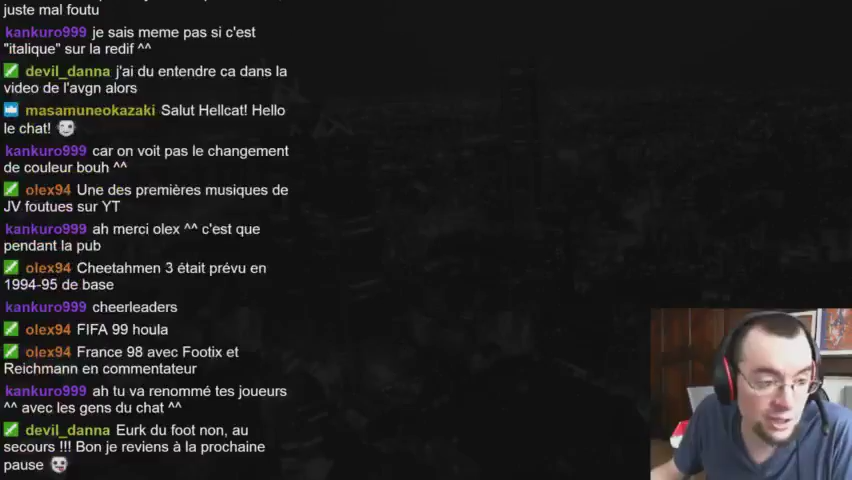 juste mal foutu
kankuro999 je sais meme pas si c'est
"italique" sur la redif ^^
devil_danna j'ai du entendre ca dans la
video de l'avgn alors
masamuneokazaki Salut Hellcat! Hello
le chat!
kankuro999 car on voit pas le changement
de couleur bouh ^^
olex94 Une des premières musiques de
JV foutues sur YT
kankuro999 ah merci olex ^^ c'est que
pendant la pub
olex94 Cheetahmen 3 était prévu en
1994-95 de base
kankuro999 cheerleaders
olex94 FIFA 99 houla
olex94 France 98 avec Footix et
Reichmann en commentateur
kankuro999 ah tu va renommé tes joueurs
^^ avec les gens du chat ^^
devil_danna Eurk du foot non, au
secours !!! Bon je reviens à la prochaine
pause